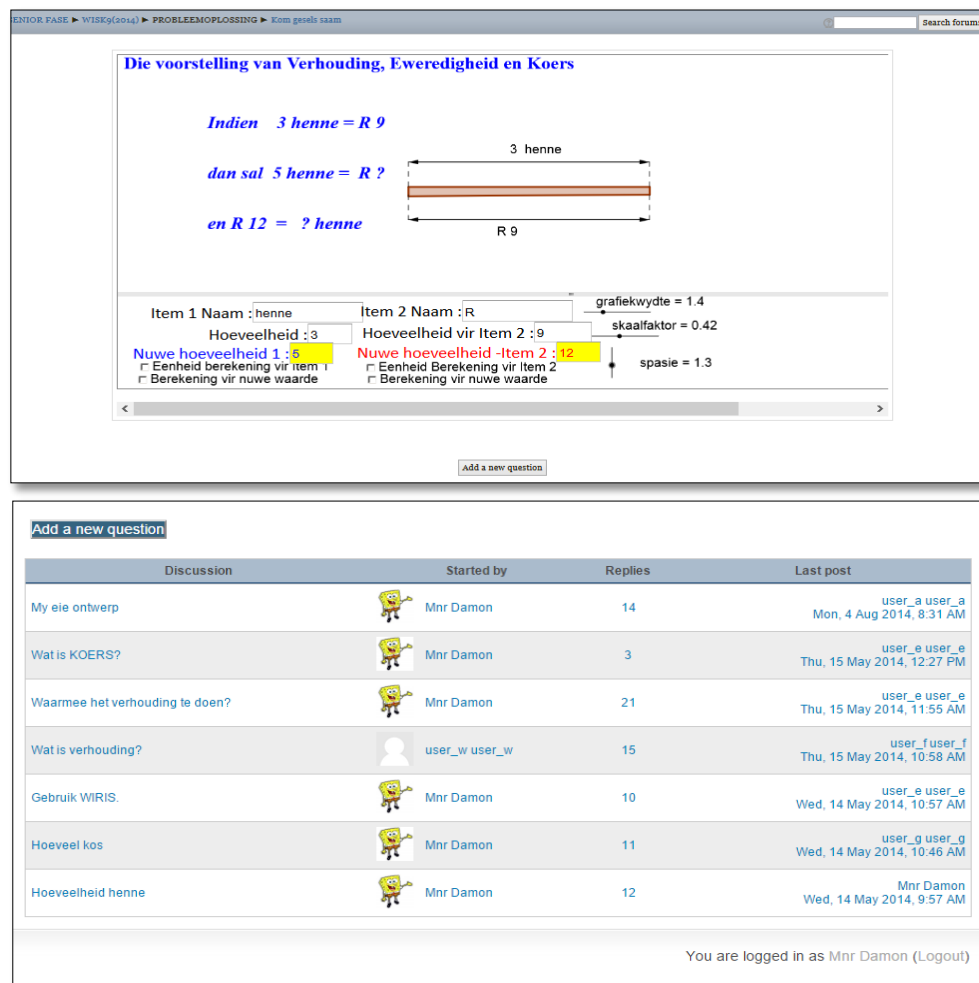 ENIOR FASE ► WISK9(2014) ► PROBLEEMOPLOSSING ► Kom gesels saam
Search forums
Die voorstelling van Verhouding, Eweredigheid en Koers
Indien 3 henne = R 9
3 henne
dan sal 5 henne = R ?
en R 12 = ? henne
R 9
grafiekwydte = 1.4
Item 1 Naam : henne Item 2 Naam : R
skaalfaktor = 0.42
Hoeveelheid : 3 Hoeveelheid vir Item 2 : 9
Nuwe hoeveelheid 1 : 5 Nuwe hoeveelheid -Item 2 : 12
spasie = 1.3
Eenheid berekening vir item 1 Eenheid Berekening vir Item 2
Berekening vir nuwe waarde Berekening vir nuwe waarde
Add a new question
Add a new question
Discussion Started by Replies Last post
My eie ontwerp Mnr Damon 14 user_a user_a
Mon, 4 Aug 2014, 8:31 AM
Wat is KOERS? Mnr Damon 3 user_e user_e
Thu, 15 May 2014, 12:27 PM
Waarmee het verhouding te doen? Mnr Damon 21 user_e user_e
Thu, 15 May 2014, 11:55 AM
Wat is verhouding? user_w user_w 15 user_f user_f
Thu, 15 May 2014, 10:58 AM
Gebruik WIRIS. Mnr Damon 10 user_e user_e
Wed, 14 May 2014, 10:57 AM
Hoeveel kos Mnr Damon 11 user_g user_g
Wed, 14 May 2014, 10:46 AM
Hoeveelheid henne Mnr Damon 12 Mnr Damon
Wed, 14 May 2014, 9:57 AM
You are logged in as Mnr Damon (Logout)